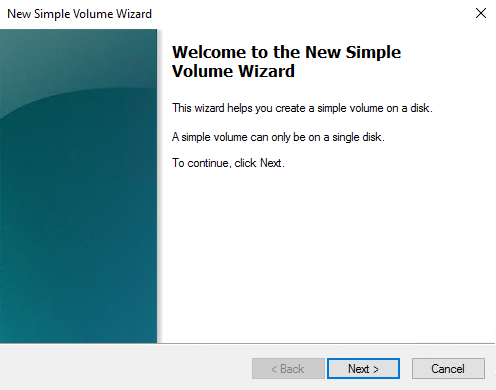 New Simple Volume Wizard
Welcome to the New Simple
Volume Wizard
This wizard helps you create a simple volume on a disk.
A simple volume can only be on a single disk.
To continue, click Next.
< Back
Next >
Cancel